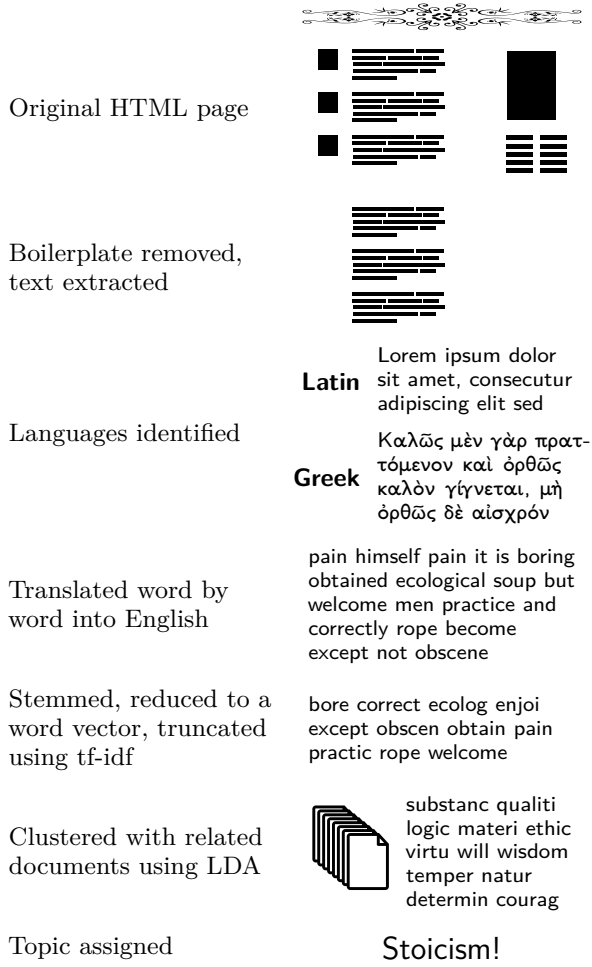 Original HTML page
Boilerplate removed,
text extracted
Languages identified
Latin
Lorem ipsum dolor
sit amet, consecutur
adipiscing elit sed
Greek
Καλῶς μὲν γὰρ πρατ-
τόμενον καὶ ὀρθῶς
καλὸν γίγνεται, μὴ
ὀρθῶς δὲ αἰσχρόν
Translated word by
word into English
pain himself pain it is boring
obtained ecological soup but
welcome men practice and
correctly rope become
except not obscene
Stemmed, reduced to a
word vector, truncated
using tf-idf
bore correct ecolog enjoi
except obscen obtain pain
practic rope welcome
Clustered with related
documents using LDA
substanc qualiti
logic materi ethic
virtu will wisdom
temper natur
determin courag
Topic assigned
Stoicism!